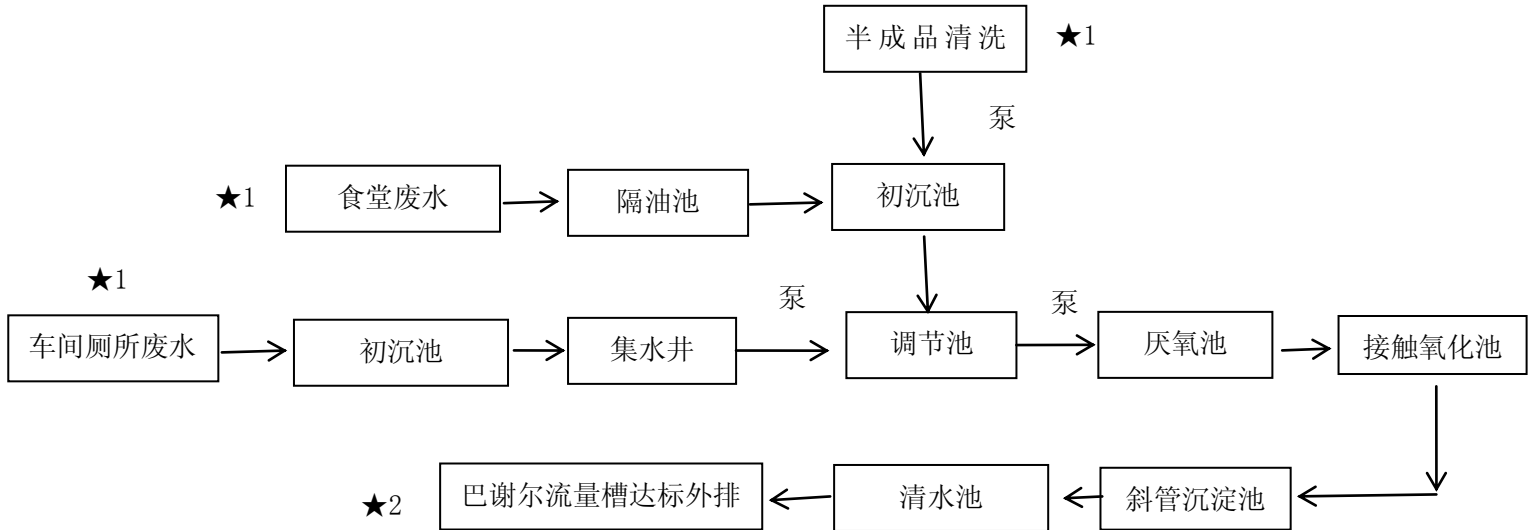 半成品清洗 ★1
泵
★1 食堂废水 隔油池 初沉池
★1
泵 泵
车间厕所废水 初沉池 集水井 调节池 厌氧池 接触氧化池
★2 巴谢尔流量槽达标外排 清水池 斜管沉淀池